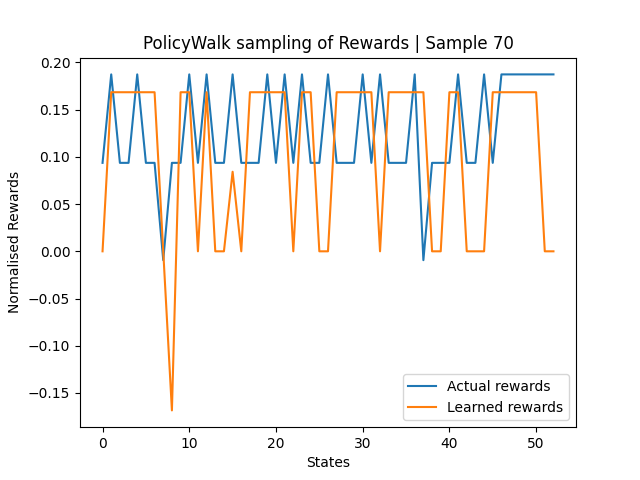 PolicyWalk sampling of Rewards | Sample 70
Normalised Rewards
0.20
0.15
0.10
0.05
0.00
−0.05
−0.10
−0.15
Actual rewards
Learned rewards
0 10 20 30 40 50
States